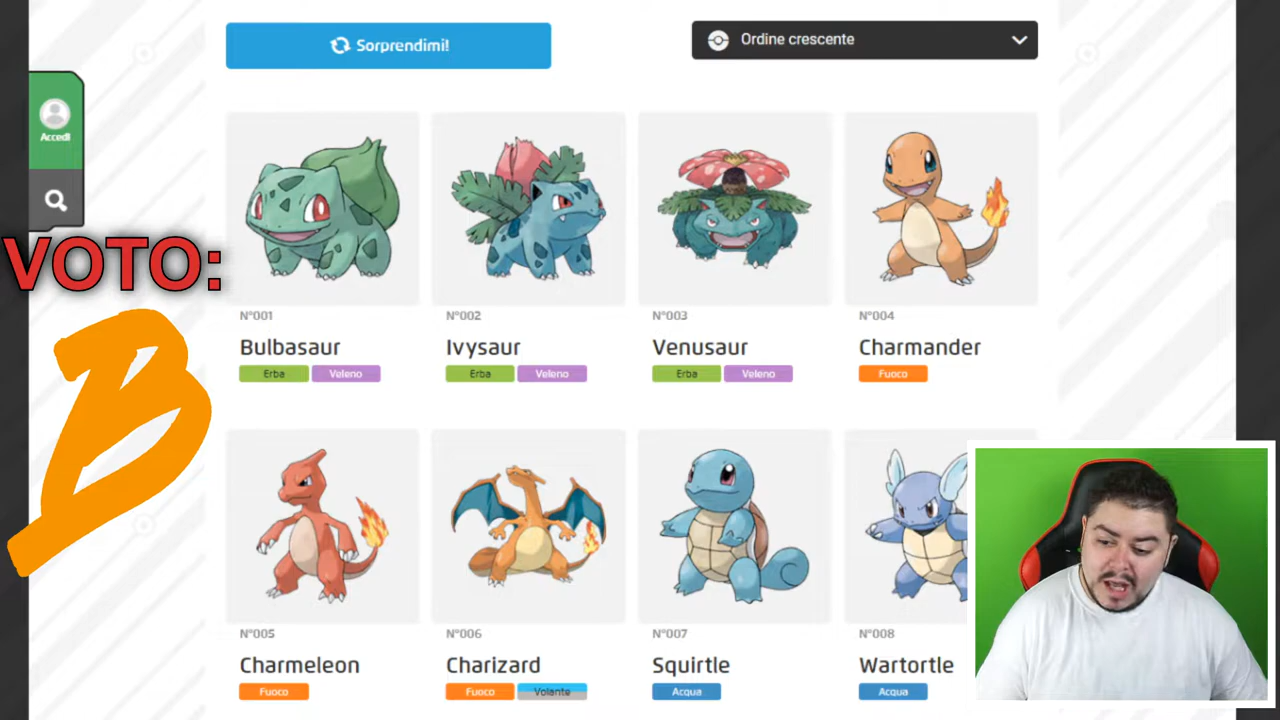 Sorprendimi!
Ordine crescente
Accedi
VOTO:
B
N°001
Bulbasaur
Erba Veleno
N°002
Ivysaur
Erba Veleno
N°003
Venusaur
Erba Veleno
N°004
Charmander
Fuoco
N°005
Charmeleon
Fuoco
N°006
Charizard
Fuoco Volante
N°007
Squirtle
Acqua
N°008
Wartortle
Acqua